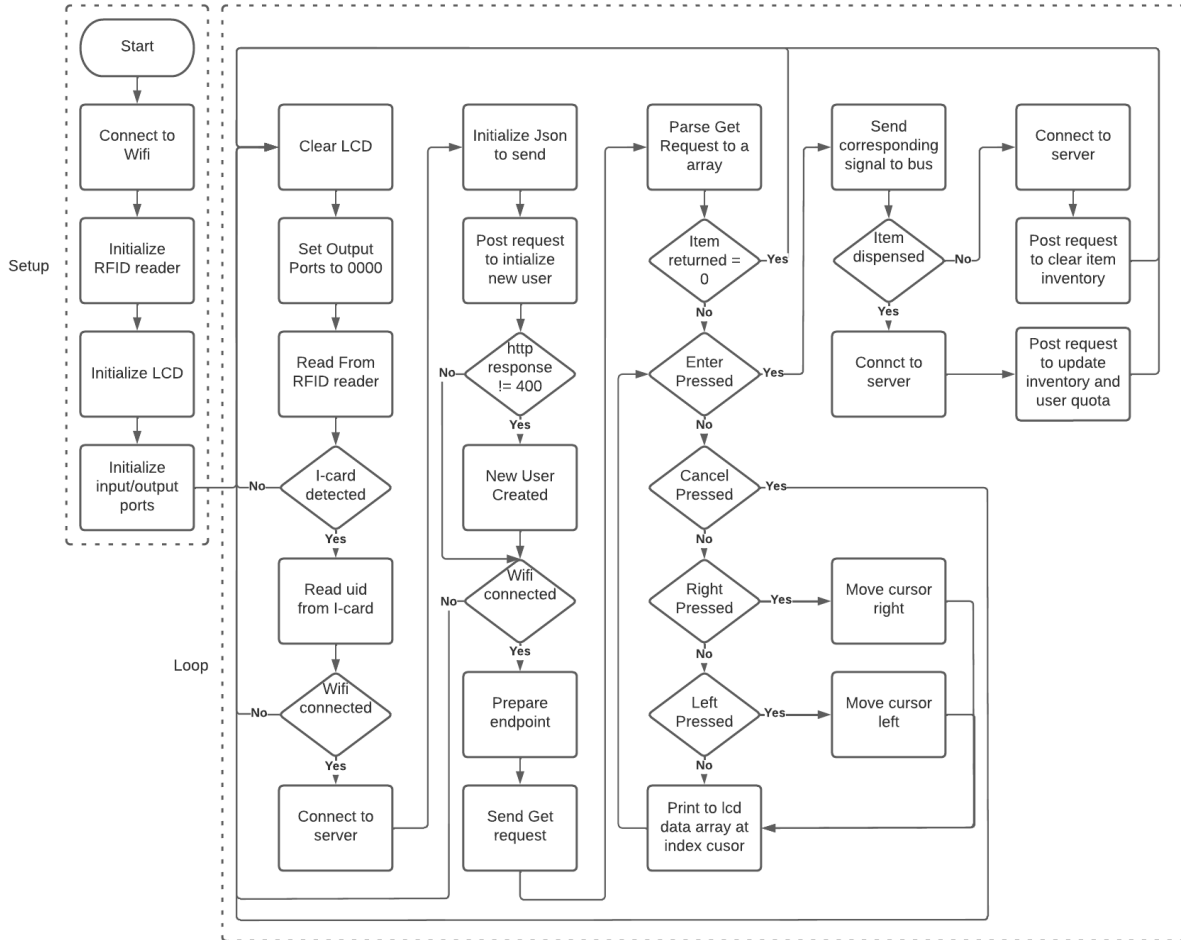 Start
Connect to
Wifi
Initialize
RFID reader
Setup
Initialize LCD
Initialize
input/output
ports
Loop
Clear LCD
Set Output
Ports to 0000
Read From
RFID reader
I-card
detected
No
Yes
Read uid
from I-card
Wifi
connected
No
Yes
Connect to
server
Initialize Json
to send
Post request
to intialize
new user
http
response
!= 400
No
Yes
New User
Created
Wifi
connected
No
Yes
Prepare
endpoint
Send Get
request
Parse Get
Request to a
array
Item
returned =
0
Yes
No
Enter
Pressed
Yes
No
Cancel
Pressed
Yes
No
Right
Pressed
Yes
No
Left
Pressed
Yes
No
Print to lcd
data array at
index cusor
Send
corresponding
signal to bus
Item
dispensed
No
Yes
Connct to
server
Move cursor
right
Move cursor
left
Connect to
server
Post request
to clear item
inventory
Post request
to update
inventory and
user quota